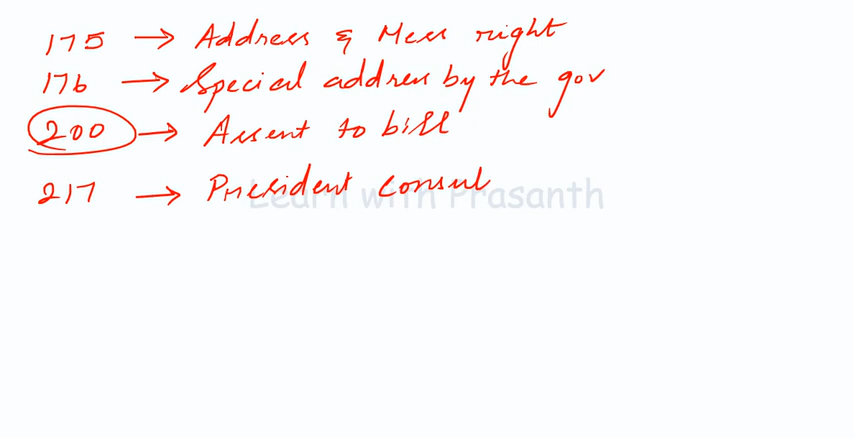 175 → Address & Mess right
176 → Special address by the gov
200 → Assent to bill
217 → President consul
Learn with Prasanth